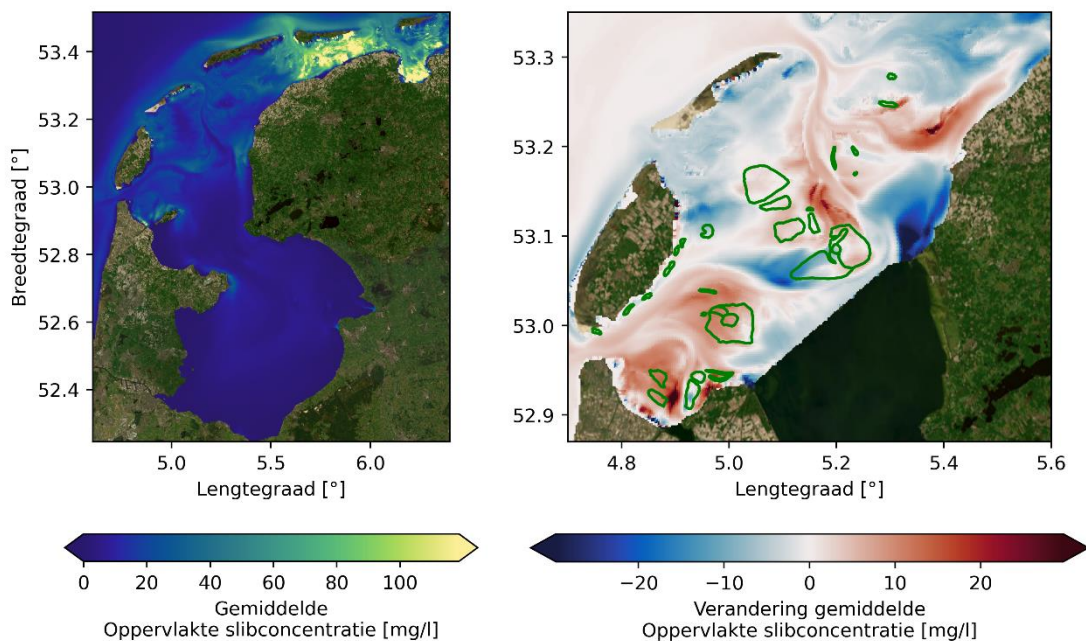 53.4
53.2
53.0
52.8
52.6
52.4
Breedtegraad [°]
5.0 5.5 6.0
Lengtegraad [°]
0 20 40 60 80 100
Gemiddelde
Oppervlakte slibconcentratie [mg/l]
53.3
53.2
53.1
53.0
52.9
4.8 5.0 5.2 5.4 5.6
Lengtegraad [°]
−20 −10 0 10 20
Verandering gemiddelde
Oppervlakte slibconcentratie [mg/l]